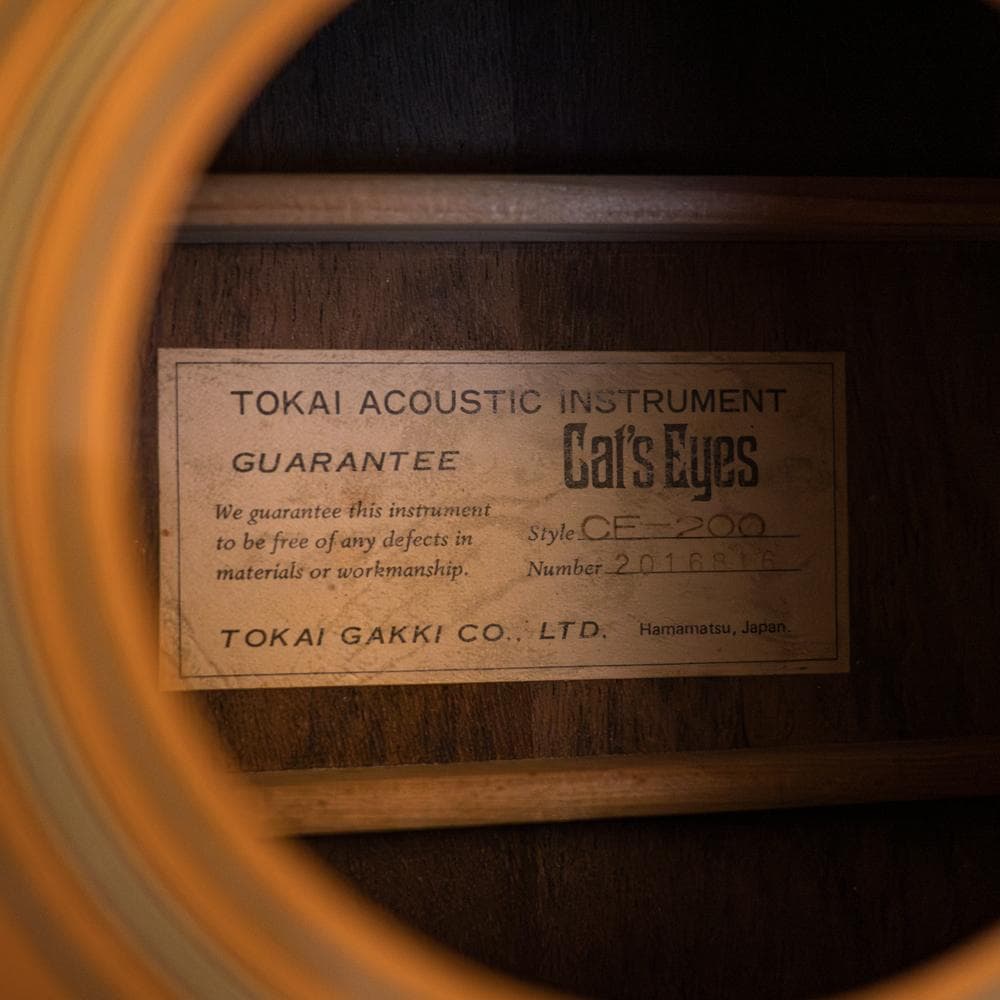 TOKAI ACOUSTIC INSTRUMENT
GUARANTEE
Cat's Eyes
We guarantee this instrument
to be free of any defects in
materials or workmanship.
Style CE-200
Number
TOKAI GAKKI CO., LTD. Hamamatsu, Japan.